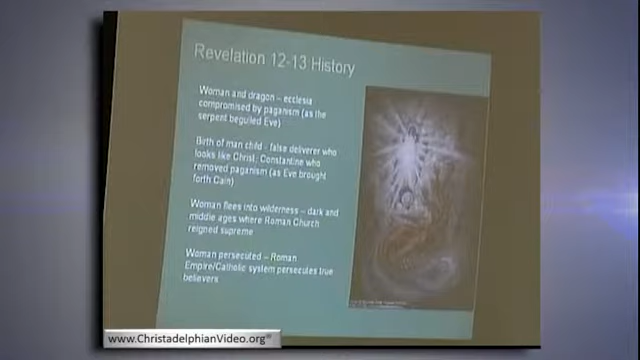 Revelation 12-13 History
Woman and dragon – ecclesia
compromised by paganism (as the
serpent beguiled Eve)
Birth of man child - false deliverer who
looks like Christ; Constantine who
removed paganism (as Eve brought
forth Cain)
Woman flees into wilderness – dark and
middle ages where Roman Church
reigned supreme
Woman persecuted – Roman
Empire/Catholic system persecutes true
believers
www.ChristadelphianVideo.org®